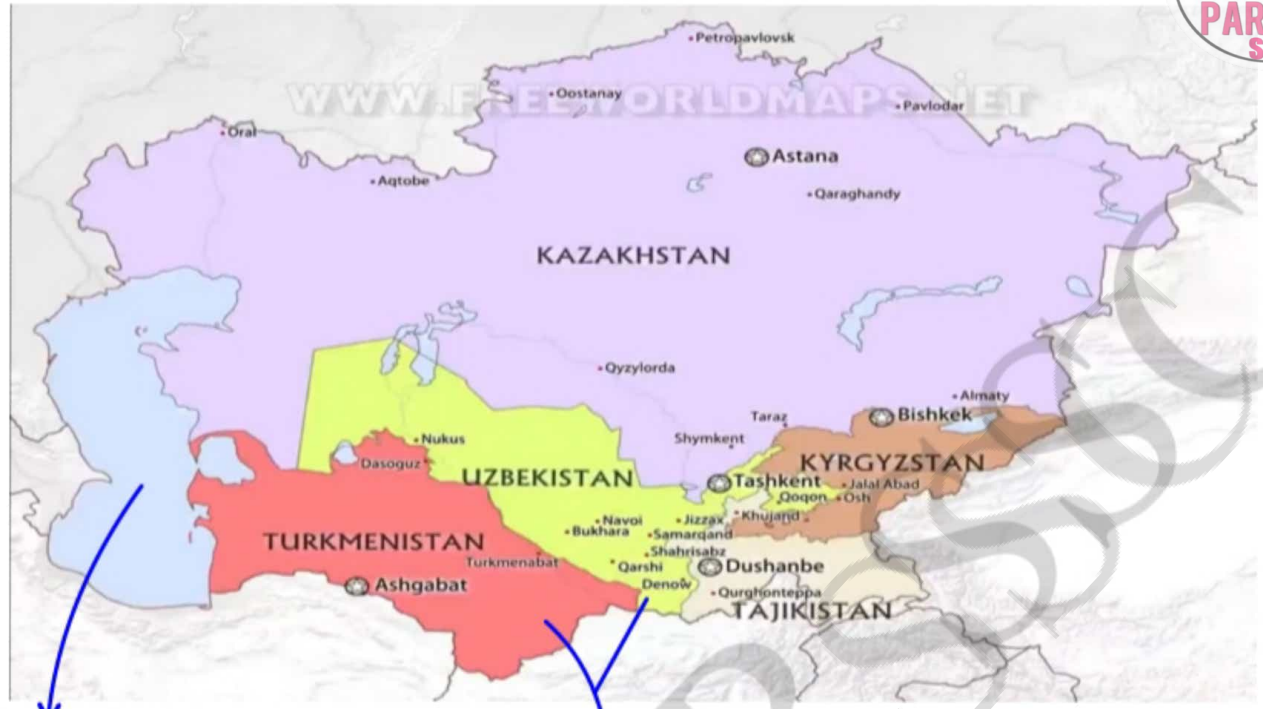 PAR
S
Petropavlovsk
WWW.FREEWORLDMAPS.NET
Oostanay
Pavlodar
Oral
Astana
Aqtobe
Qaraghandy
KAZAKHSTAN
Qyzylorda
Almaty
Taraz
Bishkek
Shymkent
Nukus
Dasoguz
KYRGYZSTAN
UZBEKISTAN
Tashkent
Jalal Abad
Qoqon
Osh
Navoi
Jizzax
Khujand
Bukhara
Samarqand
TURKMENISTAN
Shahrisabz
Turkmenabat
Qarshi
Dushanbe
Ashgabat
Denow
Qurghonteppa
TAJIKISTAN
PSSSC